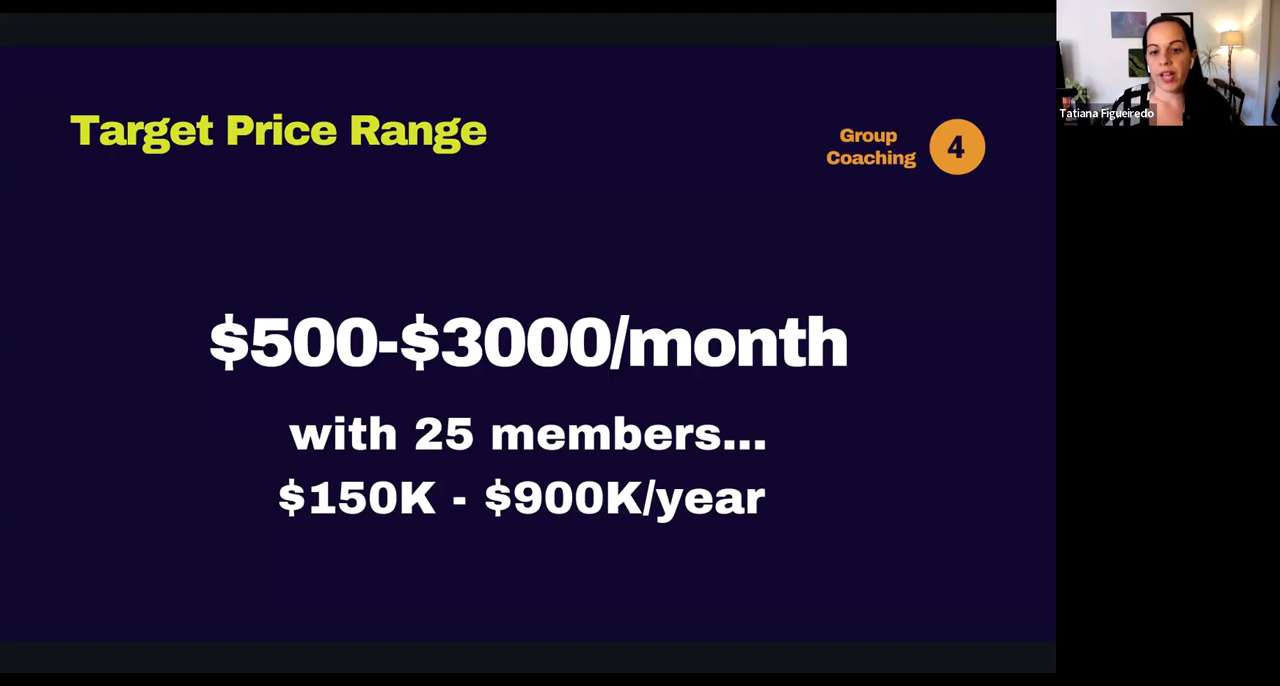 Target Price Range
Group
Coaching
4
$500-$3000/month
with 25 members...
$150K - $900K/year
Tatiana Figueiredo